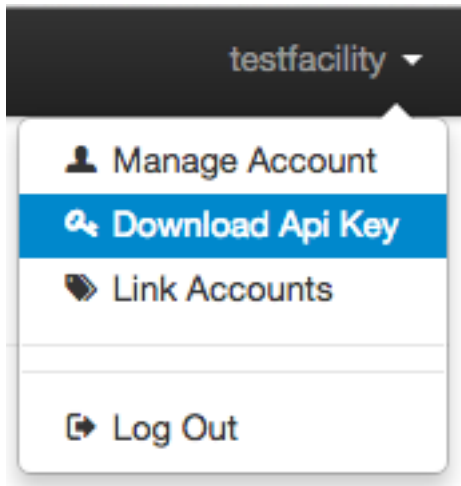 testfacility
Manage Account
Download Api Key
Link Accounts
Log Out